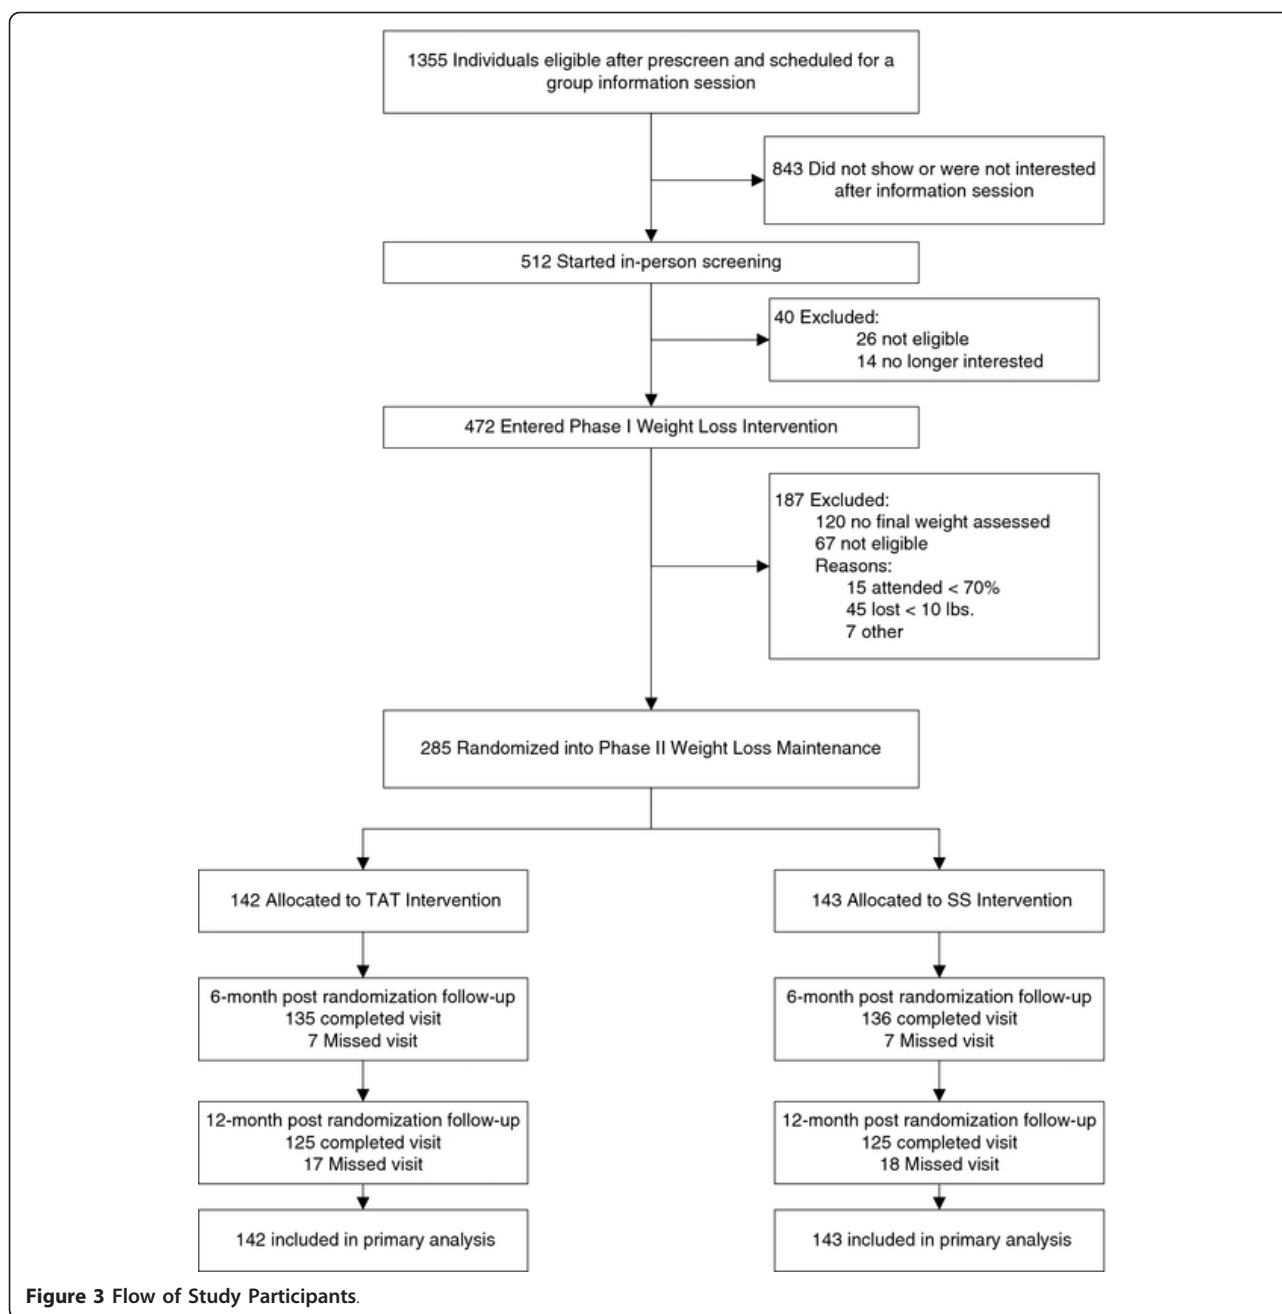 1355 Individuals eligible after prescreen and scheduled for a
group information session
843 Did not show or were not interested
after information session
512 Started in-person screening
40 Excluded:
26 not eligible
14 no longer interested
472 Entered Phase I Weight Loss Intervention
187 Excluded:
120 no final weight assessed
67 not eligible
Reasons:
15 attended < 70%
45 lost < 10 lbs.
7 other
285 Randomized into Phase II Weight Loss Maintenance
142 Allocated to TAT Intervention
143 Allocated to SS Intervention
6-month post randomization follow-up
135 completed visit
7 Missed visit
6-month post randomization follow-up
136 completed visit
7 Missed visit
12-month post randomization follow-up
125 completed visit
17 Missed visit
12-month post randomization follow-up
125 completed visit
18 Missed visit
142 included in primary analysis
143 included in primary analysis
Figure 3 Flow of Study Participants.